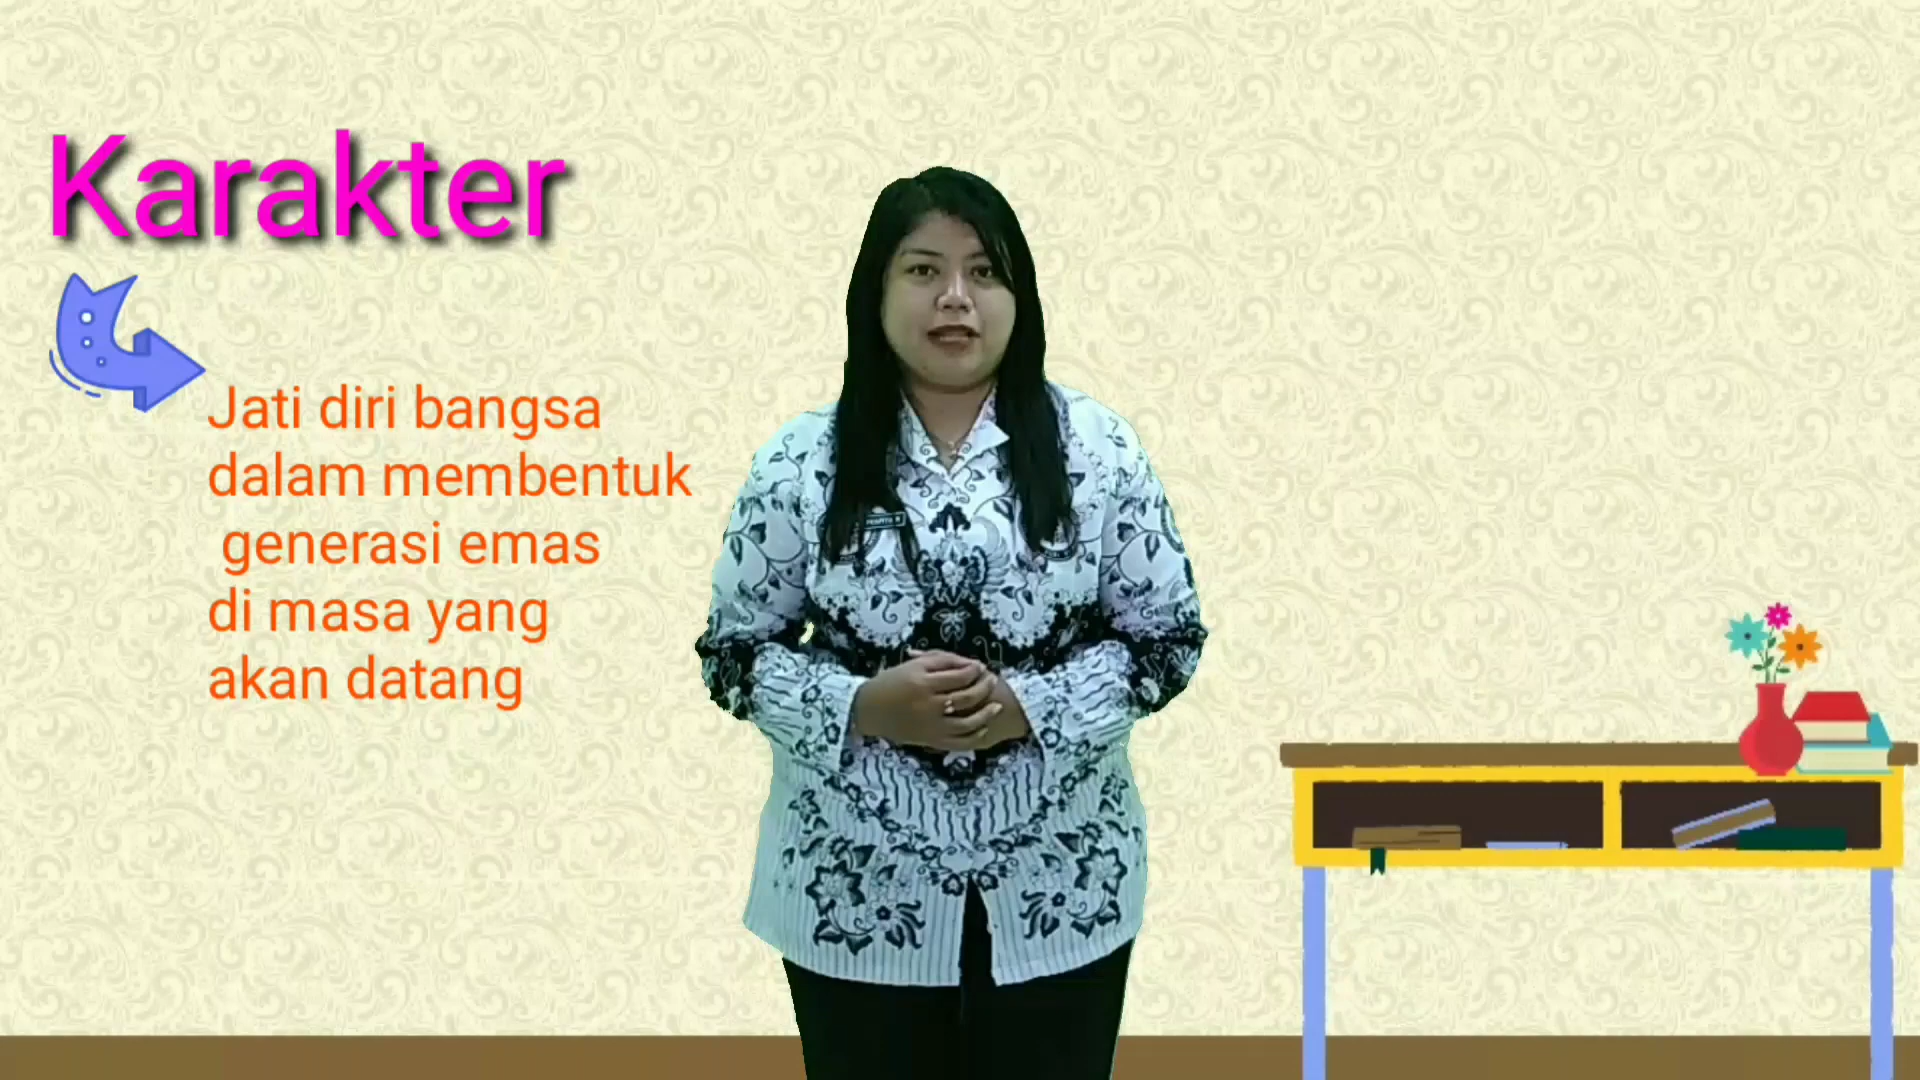 Karakter
Jati diri bangsa
dalam membentuk
generasi emas
di masa yang
akan datang